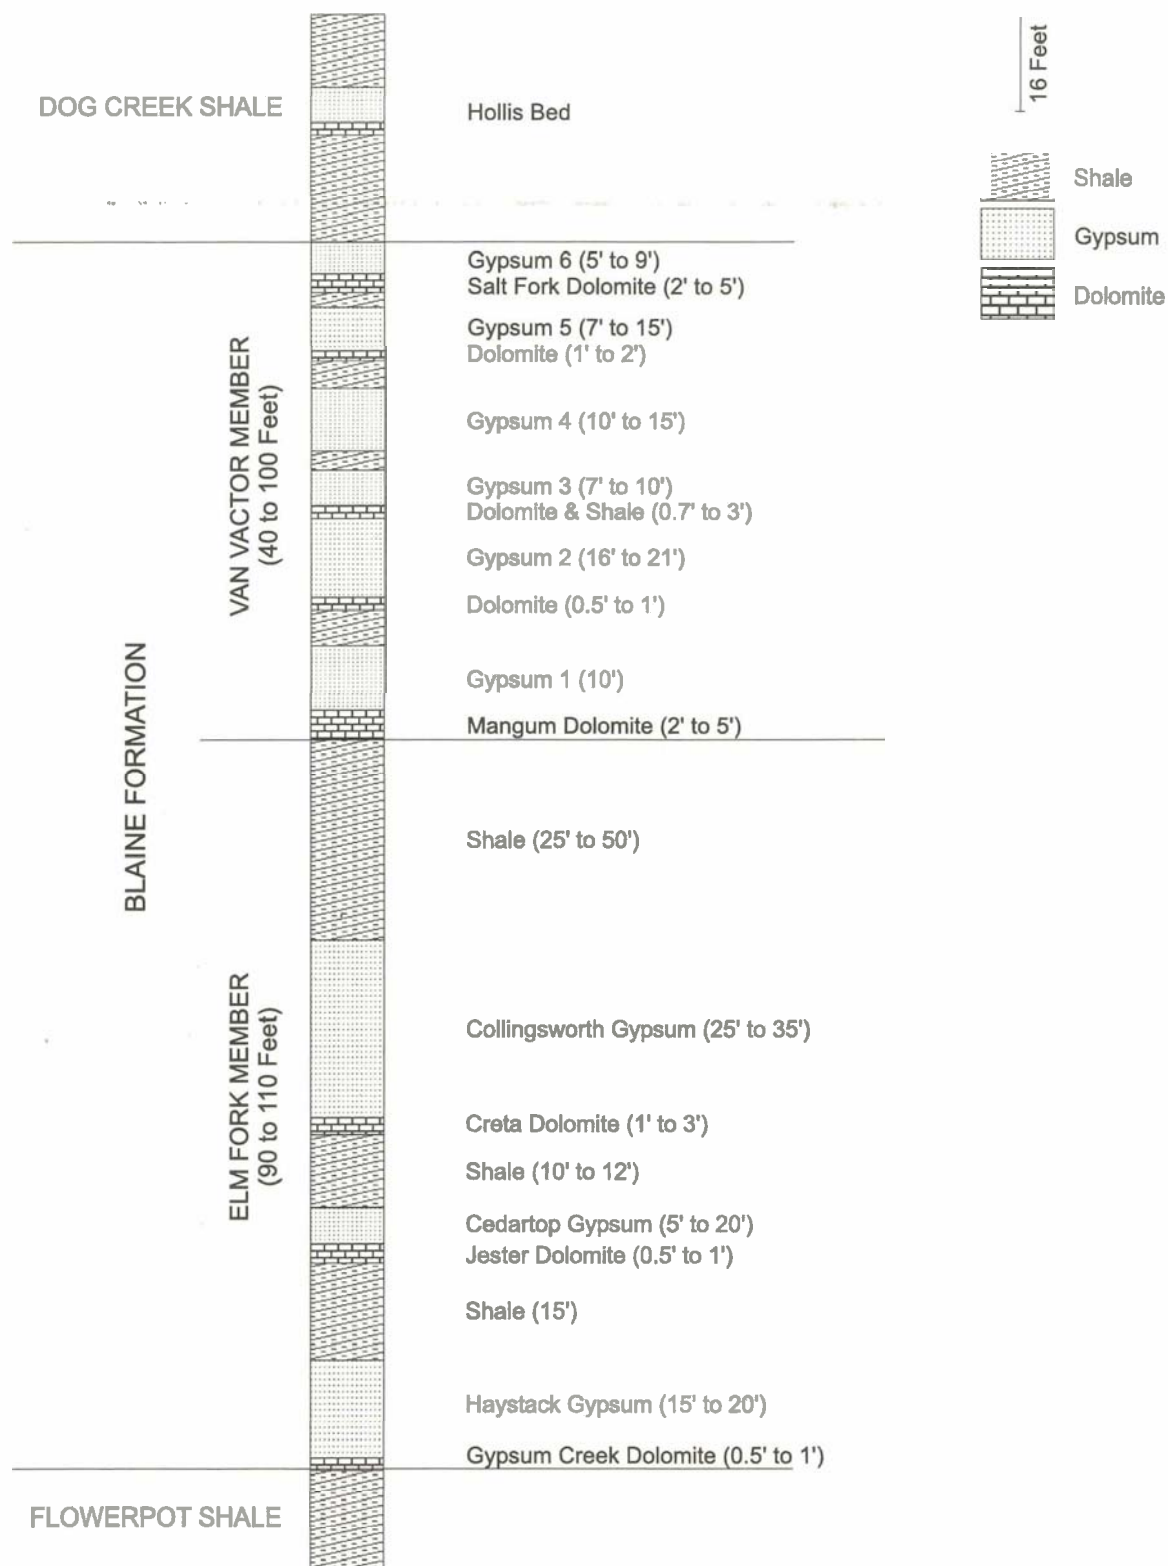 16 Feet
DOG CREEK SHALE
Hollis Bed
Shale
Gypsum
Dolomite
Gypsum 6 (5' to 9')
Salt Fork Dolomite (2' to 5')
Gypsum 5 (7' to 15')
Dolomite (1' to 2')
VAN VACTOR MEMBER
(40 to 100 Feet)
Gypsum 4 (10' to 15')
Gypsum 3 (7' to 10')
Dolomite & Shale (0.7' to 3')
Gypsum 2 (16' to 21')
Dolomite (0.5' to 1')
Gypsum 1 (10')
Mangum Dolomite (2' to 5')
BLAINE FORMATION
Shale (25' to 50')
ELM FORK MEMBER
(90 to 110 Feet)
Collingsworth Gypsum (25' to 35')
Creta Dolomite (1' to 3')
Shale (10' to 12')
Cedartop Gypsum (5' to 20')
Jester Dolomite (0.5' to 1')
Shale (15')
Haystack Gypsum (15' to 20')
Gypsum Creek Dolomite (0.5' to 1')
FLOWERPOT SHALE